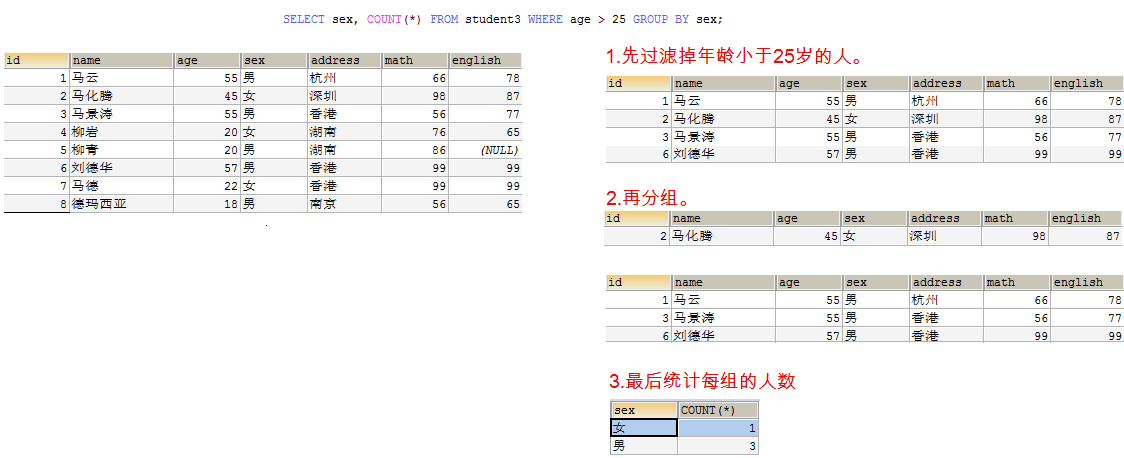 SELECT sex, COUNT(*) FROM student3 WHERE age > 25 GROUP BY sex;
id name age sex address math english
1 马云 55 男 杭州 66 78
2 马化腾 45 女 深圳 98 87
3 马景涛 55 男 香港 56 77
4 柳岩 20 女 湖南 76 65
5 柳青 20 男 湖南 86 (NULL)
6 刘德华 57 男 香港 99 99
7 马德 22 女 香港 99 99
8 德玛西亚 18 男 南京 56 65
1.先过滤掉年龄小于25岁的人。
id name age sex address math english
1 马云 55 男 杭州 66 78
2 马化腾 45 女 深圳 98 87
3 马景涛 55 男 香港 56 77
6 刘德华 57 男 香港 99 99
2.再分组。
id name age sex address math english
2 马化腾 45 女 深圳 98 87
id name age sex address math english
1 马云 55 男 杭州 66 78
3 马景涛 55 男 香港 56 77
6 刘德华 57 男 香港 99 99
3.最后统计每组的人数
sex COUNT(*)
女 1
男 3